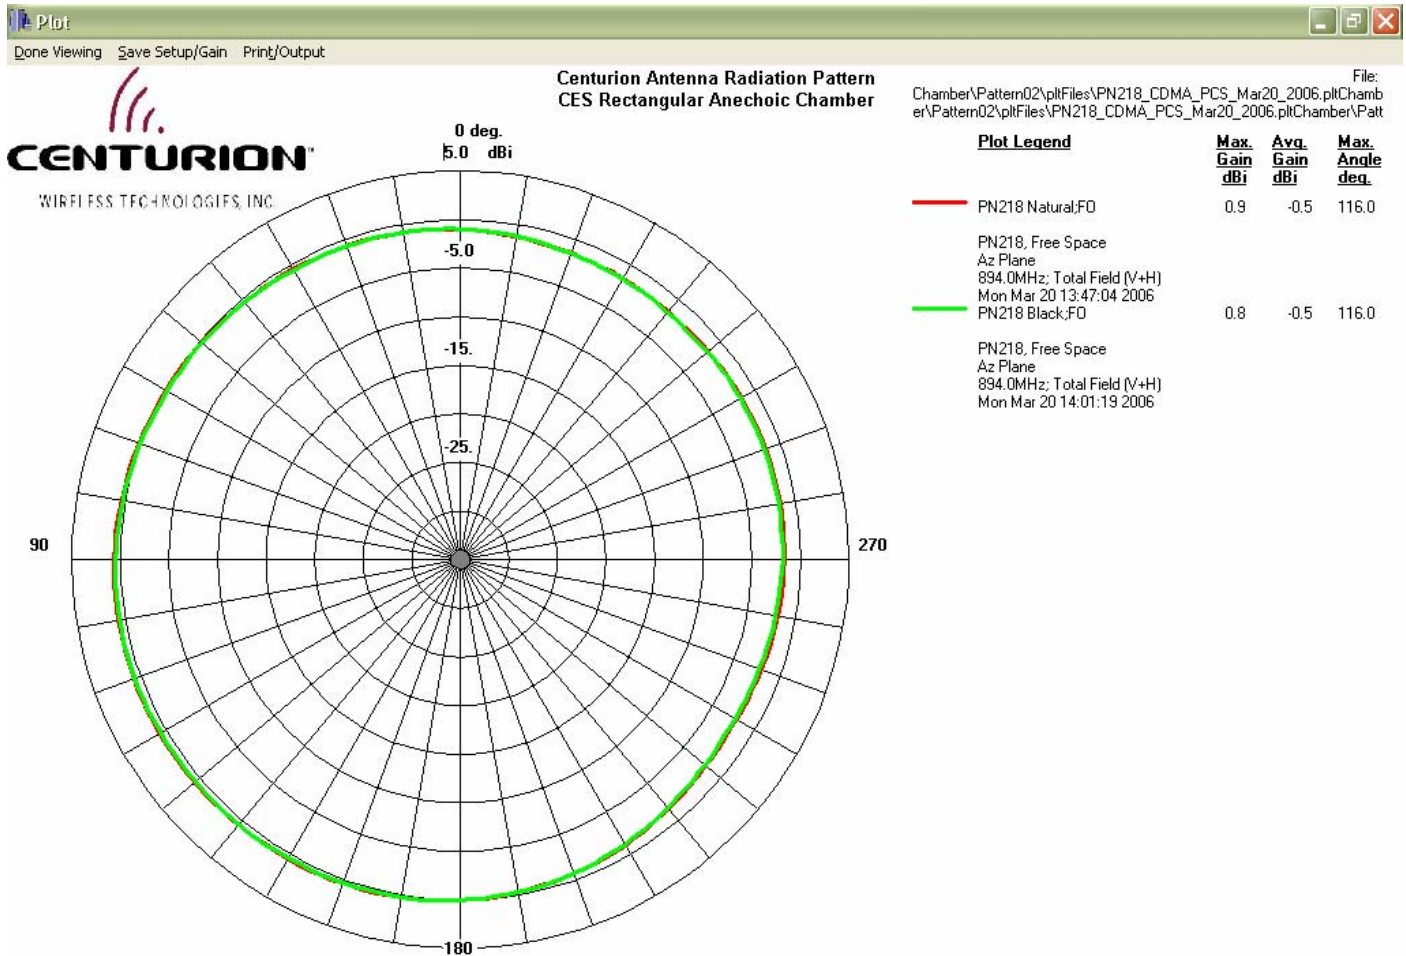 Plot
Done Viewing Save Setup/Gain Print/Output
CENTURION™
WIRELESS TECHNOLOGIES, INC.
Centurion Antenna Radiation Pattern
CES Rectangular Anechoic Chamber
File:
Chamber\Pattern02\pltFiles\PN218_CDMA_PCS_Mar20_2006.pltChamb
er\Pattern02\pltFiles\PN218_CDMA_PCS_Mar20_2006.pltChamber\Patt
0 deg.
5.0 dBi
-5.0
-15.
-25.
90
270
180
Plot Legend Max. Gain dBi Avg. Gain dBi Max. Angle deg.
PN218 Natural;FO 0.9 -0.5 116.0
PN218, Free Space
Az Plane
894.0MHz; Total Field (V+H)
Mon Mar 20 13:47:04 2006
PN218 Black;FO 0.8 -0.5 116.0
PN218, Free Space
Az Plane
894.0MHz; Total Field (V+H)
Mon Mar 20 14:01:19 2006